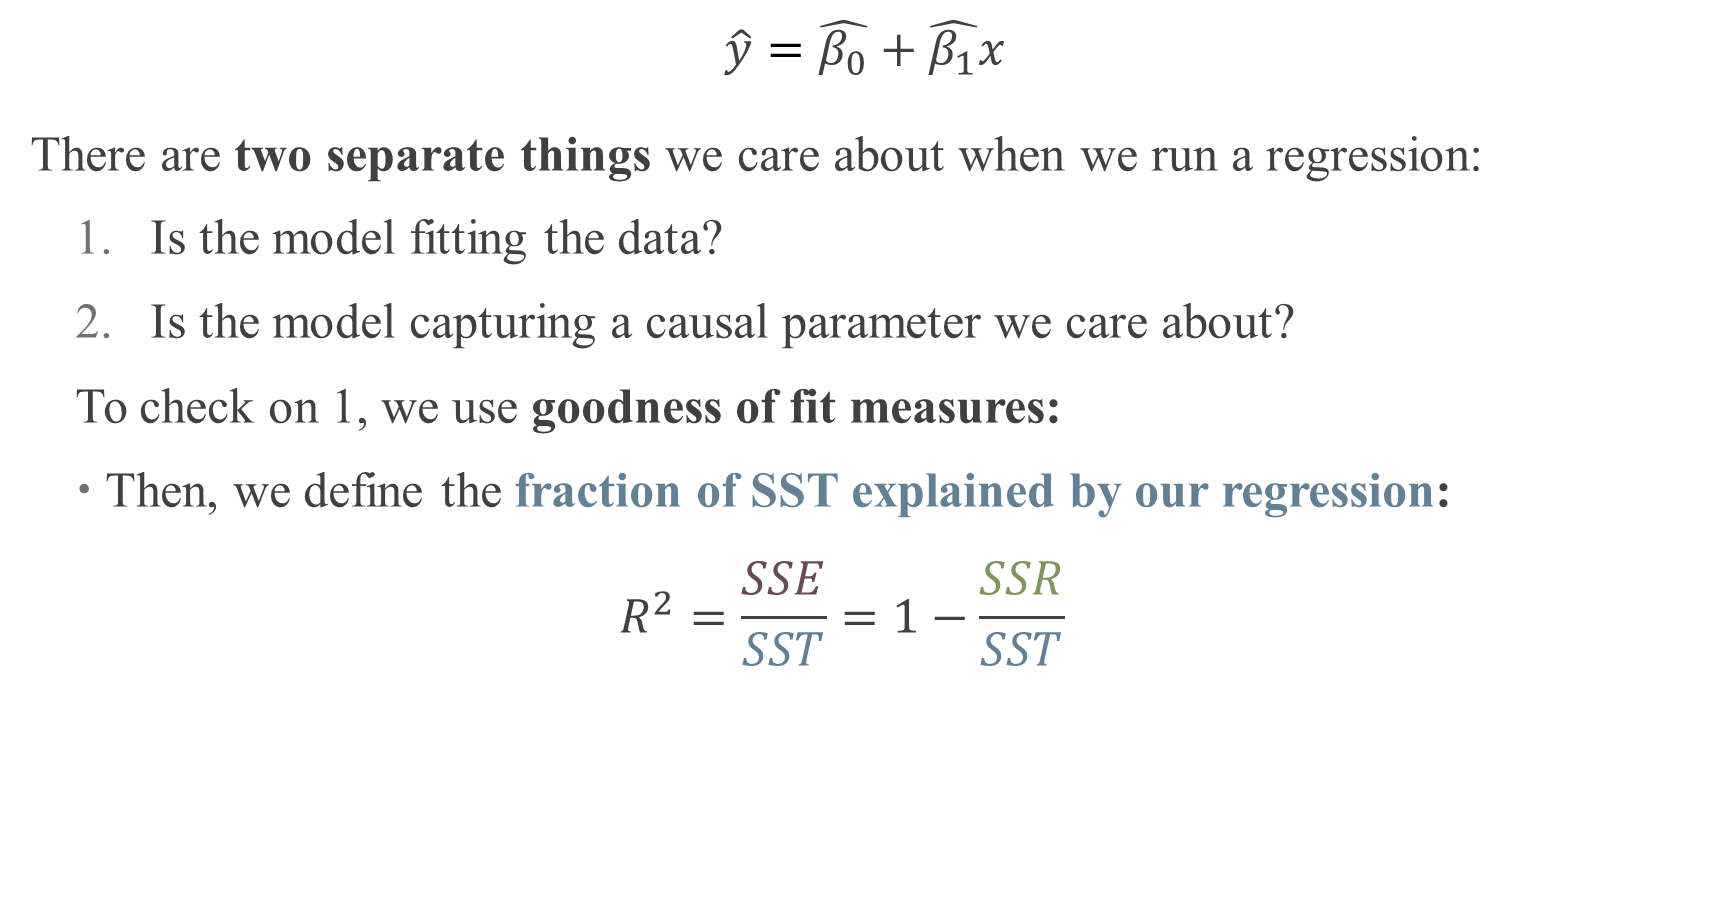 ŷ = β̂₀ + β̂₁x
There are two separate things we care about when we run a regression:
1. Is the model fitting the data?
2. Is the model capturing a causal parameter we care about?
To check on 1, we use goodness of fit measures:
• Then, we define the fraction of SST explained by our regression:
R² = SSE/SST = 1 − SSR/SST